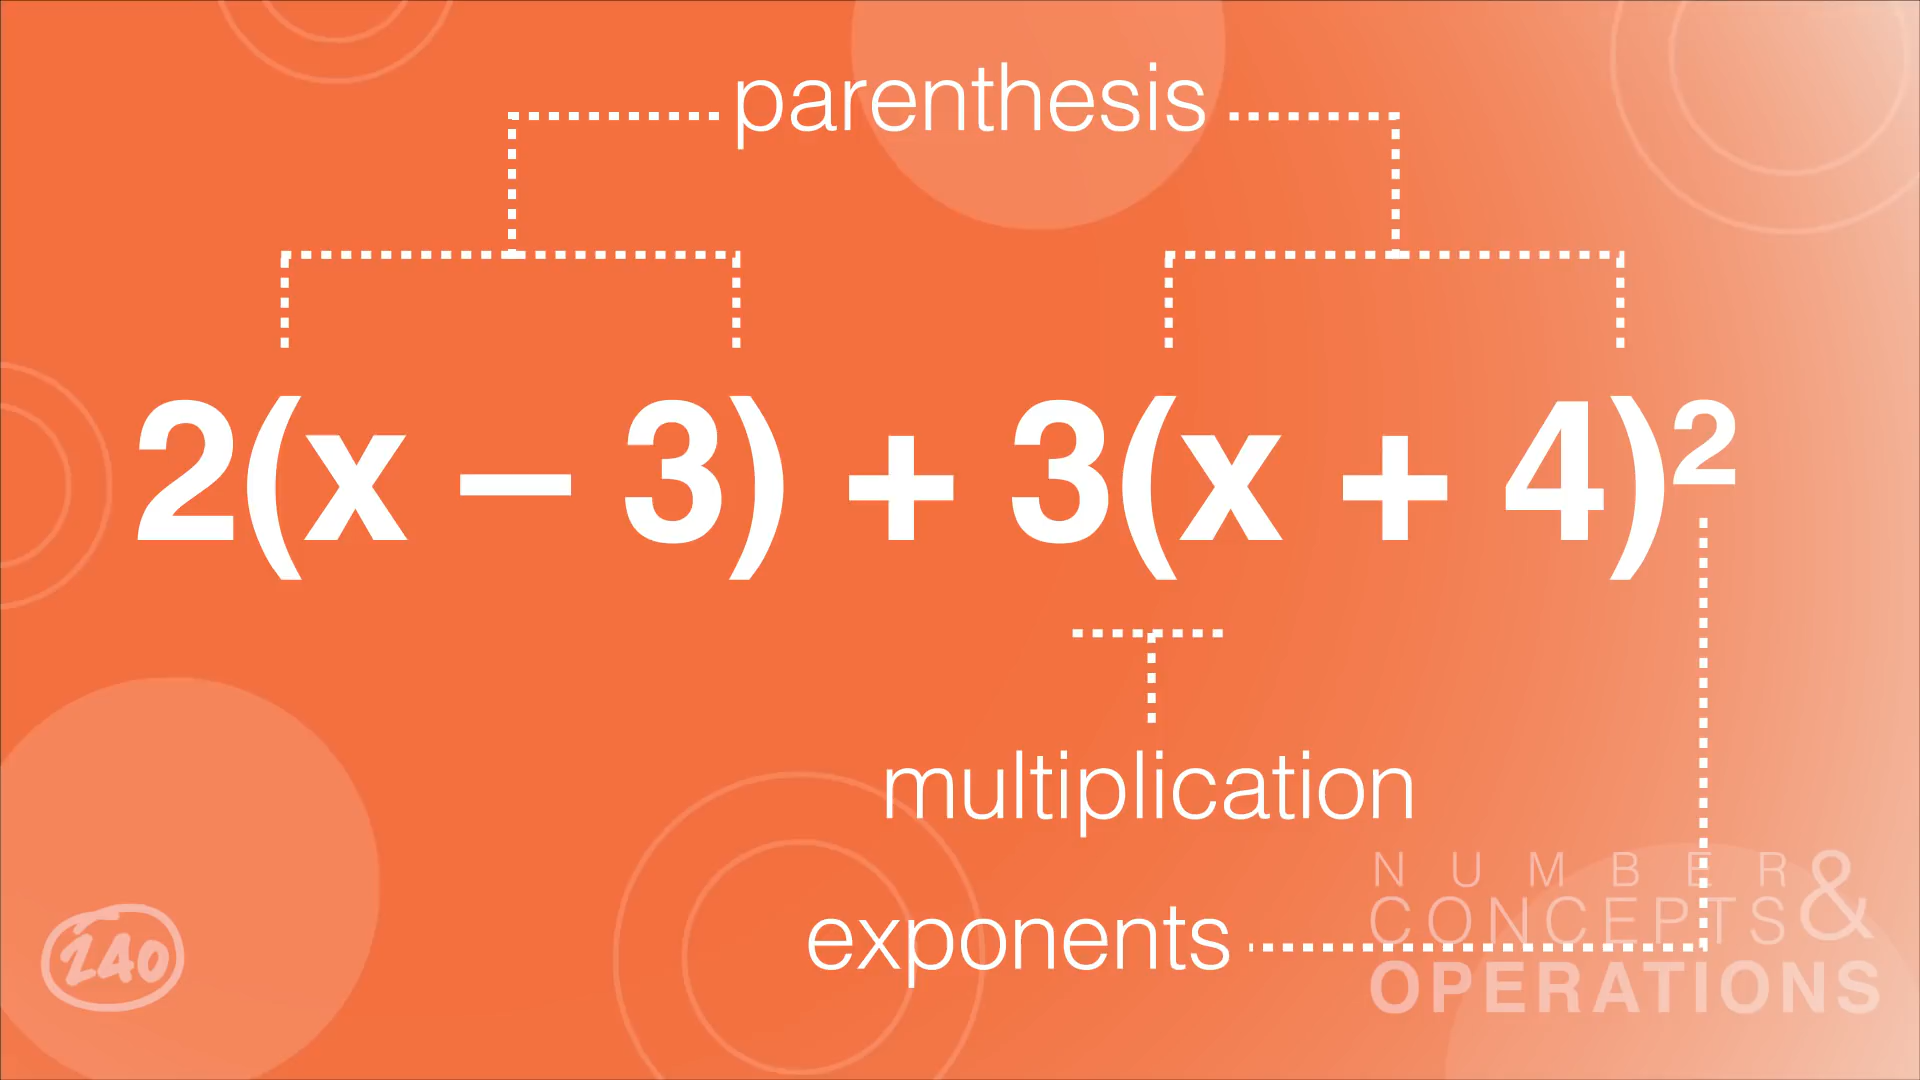 parenthesis
2(x – 3) + 3(x + 4)²
multiplication
exponents
NUMBER
CONCEPTS &
OPERATIONS
240